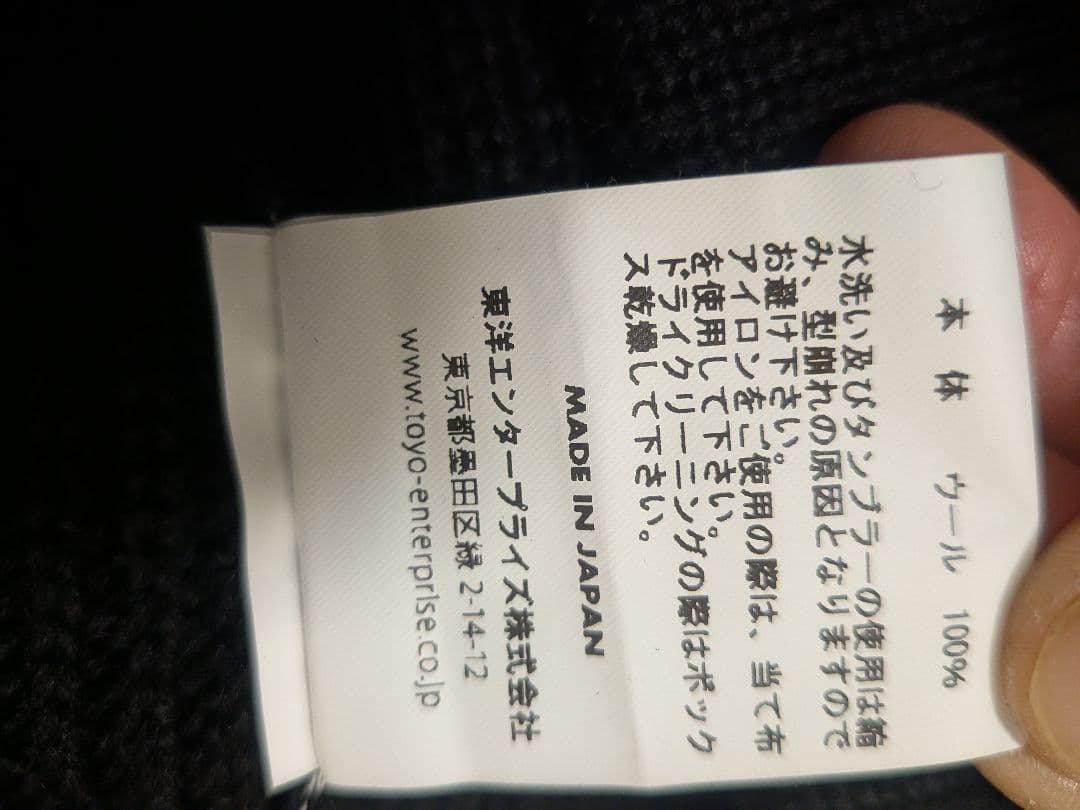 本体 ウール 100%
水洗い及びタンブラーの使用は縮
み、型崩れの原因となりますので
お避け下さい。
アイロンをご使用の際は、当て布
を使用して下さい。
ドライクリーニングの際はボック
ス乾燥して下さい。
MADE IN JAPAN
東洋エンタープライズ株式会社
東京都墨田区緑 2-14-12
www.toyo-enterprise.co.jp